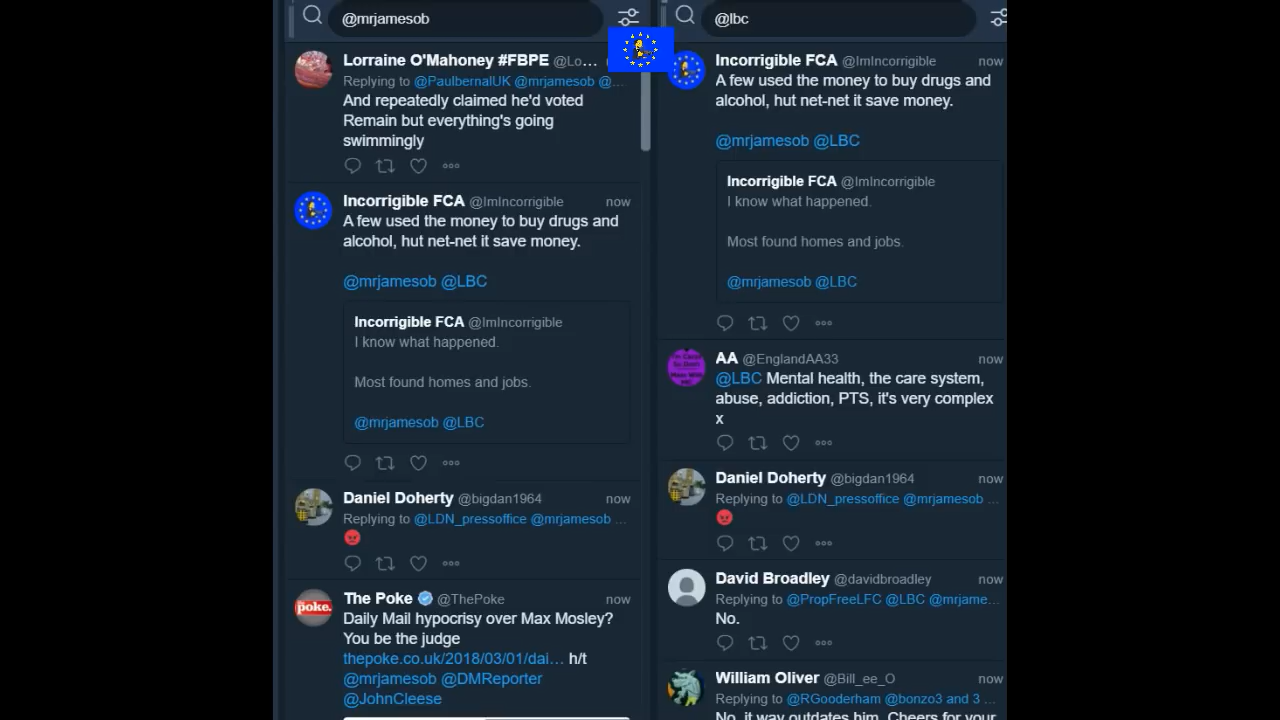 @mrjamesob
Lorraine O'Mahoney #FBPE @Lo...
Replying to @PaulbernalUK @mrjamesob @...
And repeatedly claimed he'd voted
Remain but everything's going
swimmingly
Incorrigible FCA @ImIncorrigible now
A few used the money to buy drugs and
alcohol, hut net-net it save money.
@mrjamesob @LBC
Incorrigible FCA @ImIncorrigible
I know what happened.
Most found homes and jobs.
@mrjamesob @LBC
Daniel Doherty @bigdan1964 now
Replying to @LDN_pressoffice @mrjamesob ...
The Poke @ThePoke now
poke.
Daily Mail hypocrisy over Max Mosley?
You be the judge
thepoke.co.uk/2018/03/01/dai... h/t
@mrjamesob @DMReporter
@JohnCleese
@lbc
Incorrigible FCA @ImIncorrigible now
A few used the money to buy drugs and
alcohol, hut net-net it save money.
@mrjamesob @LBC
Incorrigible FCA @ImIncorrigible
I know what happened.
Most found homes and jobs.
@mrjamesob @LBC
AA @EnglandAA33 now
@LBC Mental health, the care system,
abuse, addiction, PTS, it's very complex
x
Daniel Doherty @bigdan1964 now
Replying to @LDN_pressoffice @mrjamesob ...
David Broadley @davidbroadley now
Replying to @PropFreeLFC @LBC @mrjame...
No.
William Oliver @Bill_ee_O now
Replying to @RGooderham @bonzo3 and 3 ...
No, it way outdates him. Cheers for your